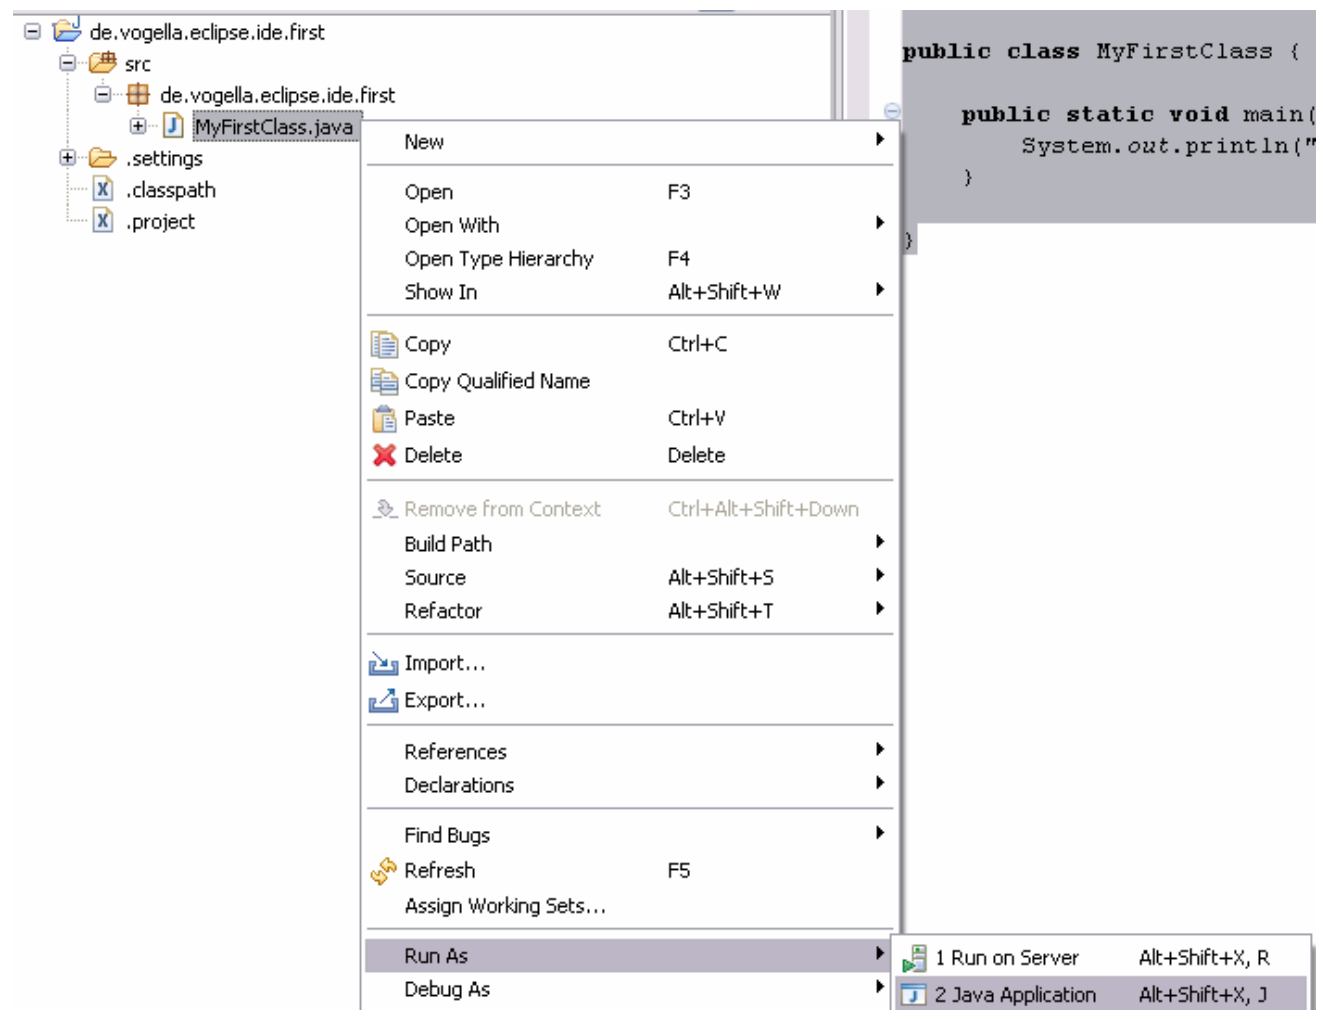 de.vogella.eclipse.ide.first
src
de.vogella.eclipse.ide.first
MyFirstClass.java
.settings
.classpath
.project
public class MyFirstClass {
public static void main(
System.out.println("
}
}
New
Open F3
Open With
Open Type Hierarchy F4
Show In Alt+Shift+W
Copy Ctrl+C
Copy Qualified Name
Paste Ctrl+V
Delete Delete
Remove from Context Ctrl+Alt+Shift+Down
Build Path
Source Alt+Shift+S
Refactor Alt+Shift+T
Import...
Export...
References
Declarations
Find Bugs
Refresh F5
Assign Working Sets...
Run As
Debug As
1 Run on Server Alt+Shift+X, R
2 Java Application Alt+Shift+X, J